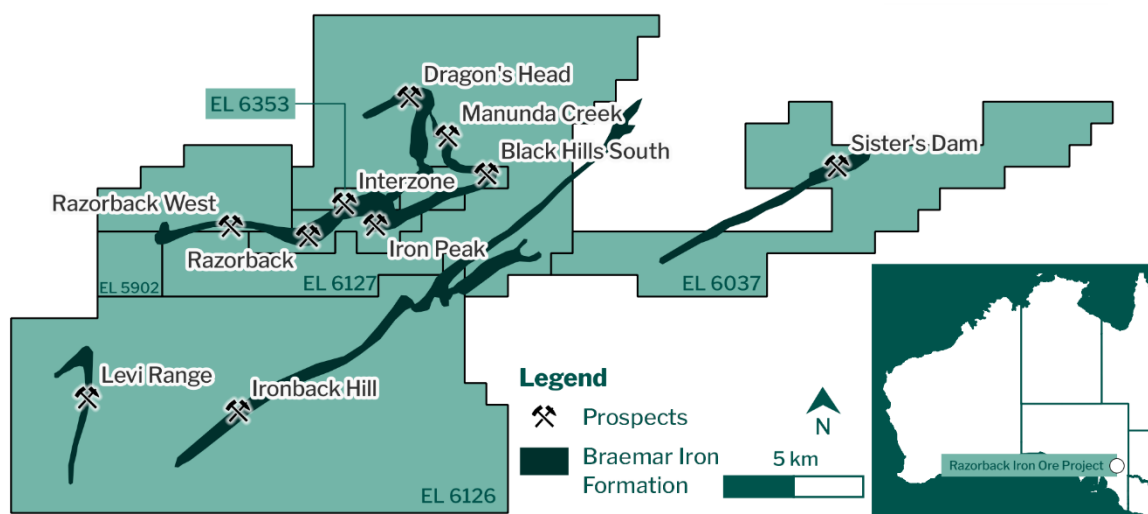 Dragon's Head
EL 6353
Manunda Creek
Black Hills South
Sister's Dam
Interzone
Razorback West
Razorback
Iron Peak
EL 5902
EL 6127
EL 6037
Levi Range
Ironback Hill
EL 6126
Legend
Prospects
Braemar Iron
Formation
N
5 km
Razorback Iron Ore Project